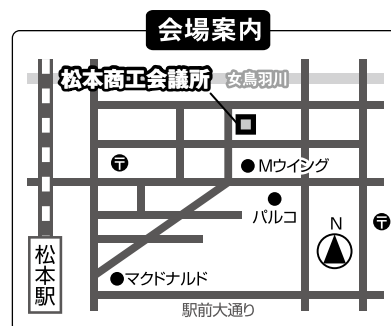 会場案内
松本商工会議所
女鳥羽川
〒
Mウイング
パルコ
〒
N
松本駅
マクドナルド
駅前大通り